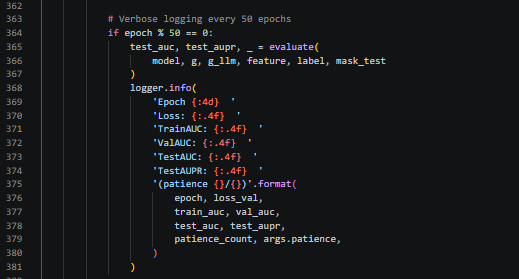 362
363 # Verbose logging every 50 epochs
364 if epoch % 50 == 0:
365 test_auc, test_aupr, _ = evaluate(
366 model, g, g_llm, feature, label, mask_test
367 )
368 logger.info(
369 'Epoch {:4d}  '
370 'Loss: {:.4f}  '
371 'TrainAUC: {:.4f}  '
372 'ValAUC: {:.4f}  '
373 'TestAUC: {:.4f}  '
374 'TestAUPR: {:.4f}  '
375 '(patience {}/{})'.format(
376 epoch, loss_val,
377 train_auc, val_auc,
378 test_auc, test_aupr,
379 patience_count, args.patience,
380 )
381 )